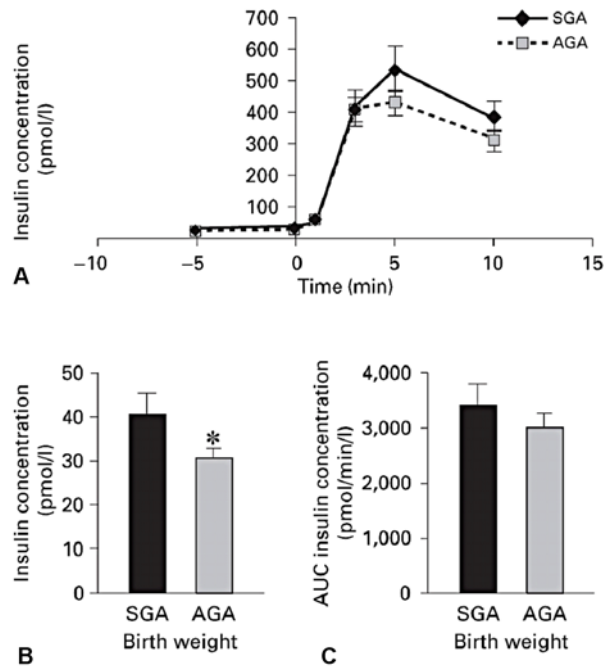 700
600
500
400
300
200
100
SGA
AGA
Insulin concentration
(pmol/l)
–10
–5
0
5
10
15
Time (min)
A
50
40
30
20
10
0
Insulin concentration
(pmol/l)
*
SGA AGA
Birth weight
B
4,000
3,000
2,000
1,000
0
AUC insulin concentration
(pmol/min/l)
SGA AGA
Birth weight
C